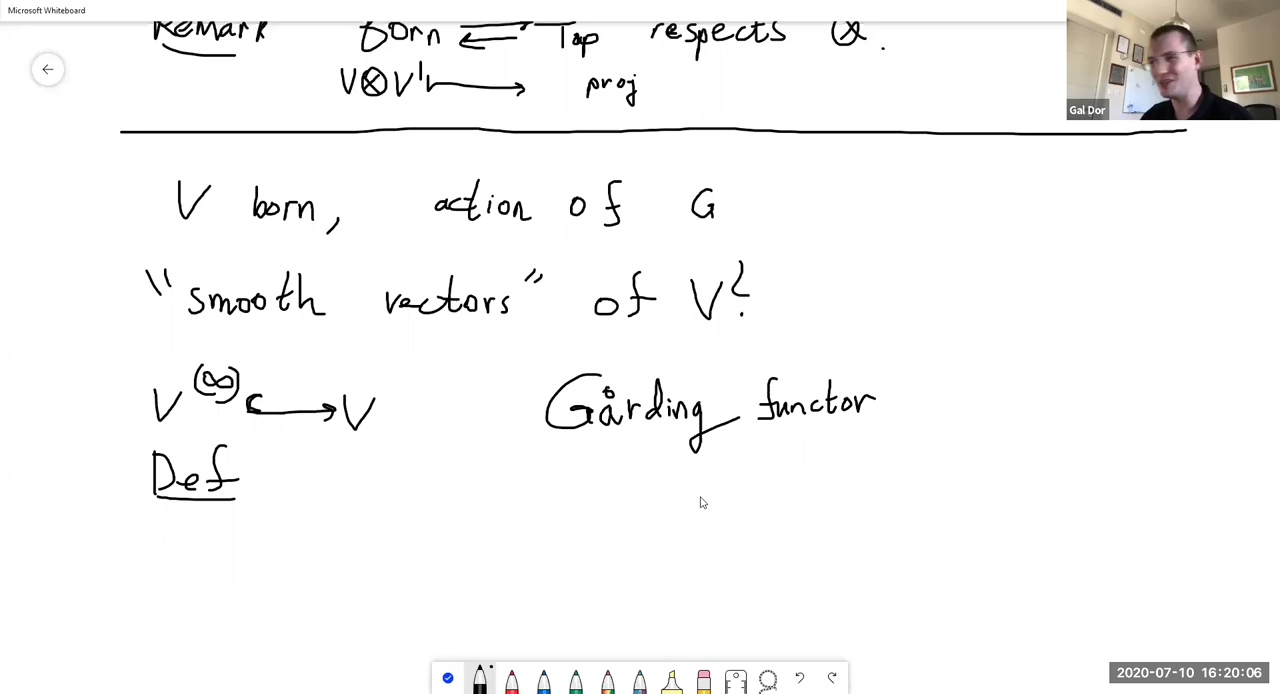 Microsoft Whiteboard
Remark Born ⇄ Top respects ⊗.
V⊗V' ↦ proj
Gal Dor
V born, action of G
"smooth vectors" of V?
V^(∞) ↪ V Gårding functor
Def
2020-07-10 16:20:06